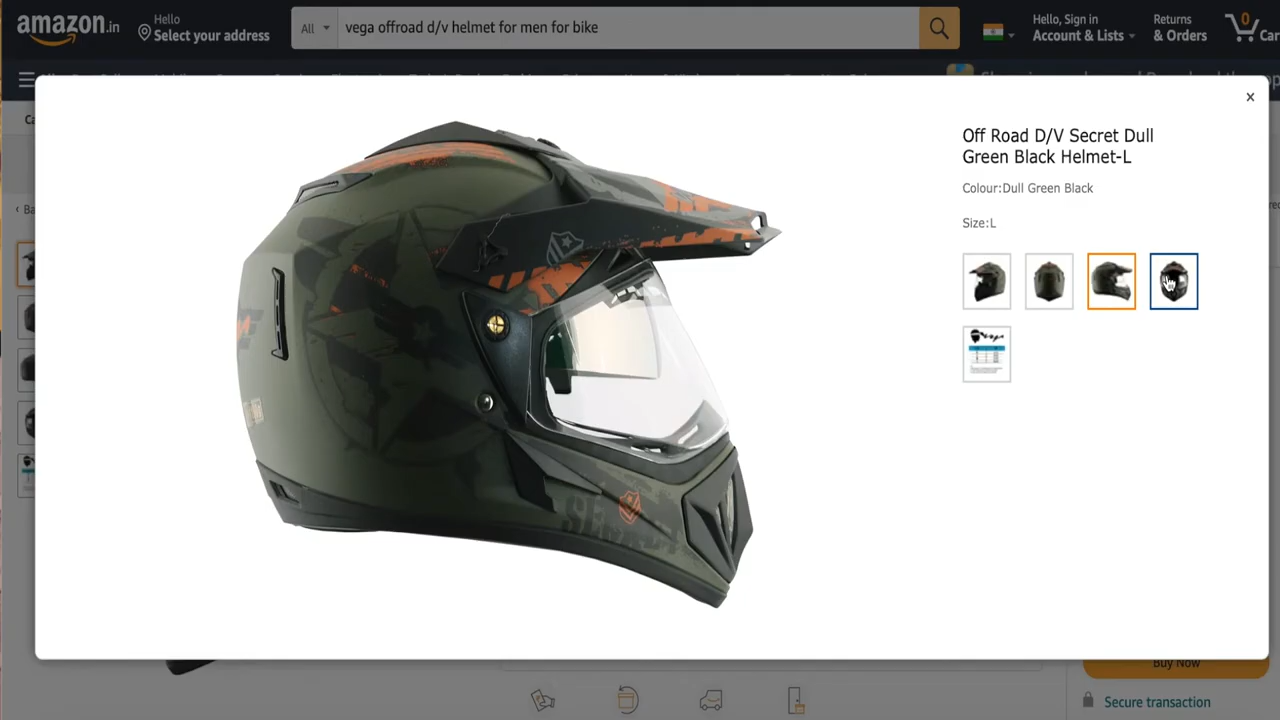 amazon.in
Hello
Select your address
All
vega offroad d/v helmet for men for bike
Hello, Sign in
Account & Lists
Returns
& Orders
0
Car
Off Road D/V Secret Dull
Green Black Helmet-L
Colour:Dull Green Black
Size:L
Ba
Buy Now
Secure transaction